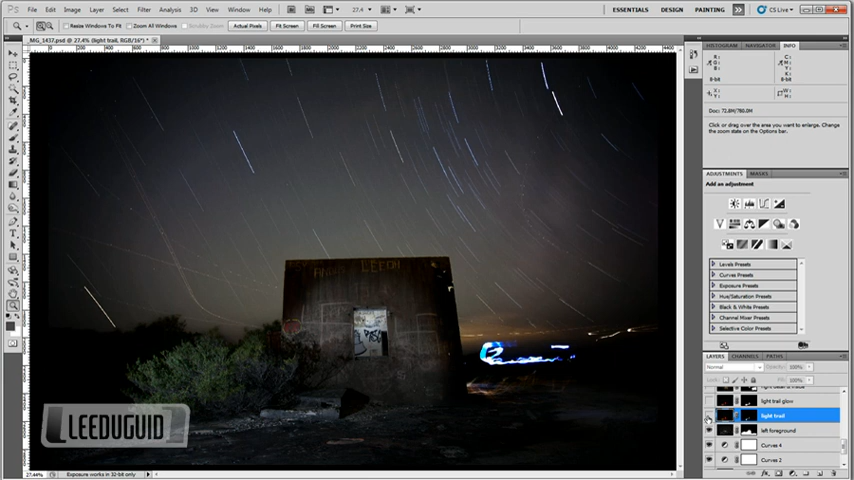 Ps File Edit Image Layer Select Filter Analysis 3D View Window Help 27.4 ESSENTIALS DESIGN PAINTING CS Live
Resize Windows To Fit Zoom All Windows Scrubby Zoom Actual Pixels Fit Screen Fill Screen Print Size
_MG_1437.psd @ 27.4% (light trail, RGB/16*) *
HISTOGRAM NAVIGATOR INFO
R: C:
G: M:
B: Y:
K:
8-bit 8-bit
X: W:
Y: H:
Doc: 72.8M/780.0M
Click or drag over the area you want to enlarge. Change
the zoom state on the Options bar.
ADJUSTMENTS MASKS
Add an adjustment
Levels Presets
Curves Presets
Exposure Presets
Hue/Saturation Presets
Black & White Presets
Channel Mixer Presets
Selective Color Presets
LAYERS CHANNELS PATHS
Normal Opacity: 100%
Lock: Fill: 100%
light trail glow
light trail
left foreground
Curves 4
Curves 2
LEEDUGUID
27.44% Exposure works in 32-bit only